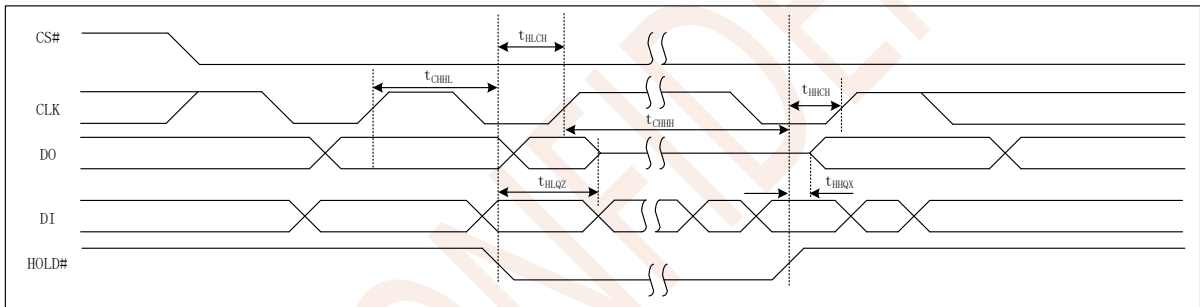 CS#
tHLCH
tCHHL
CLK
tHHCH
tCHHH
DO
tHLQZ
tHHQX
DI
HOLD#